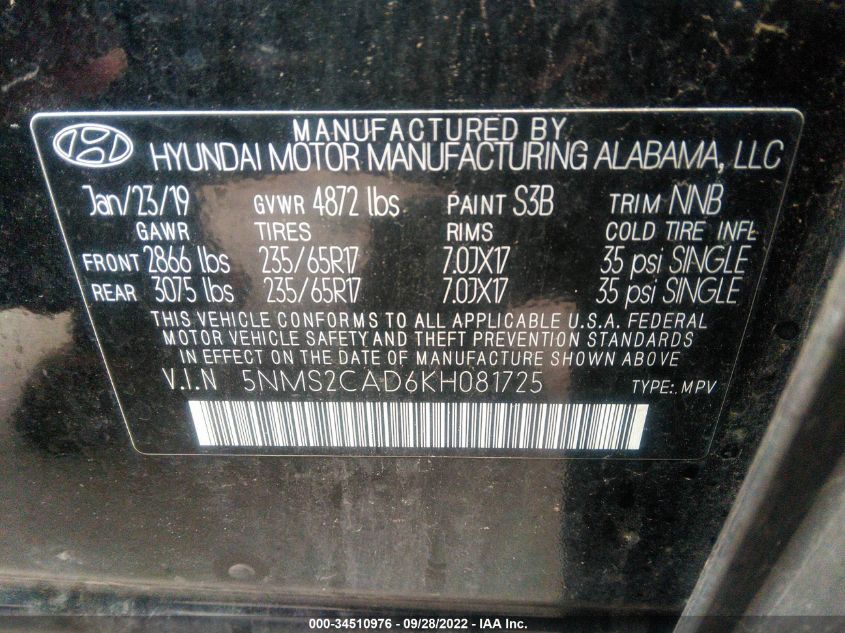 MANUFACTURED BY
HYUNDAI MOTOR MANUFACTURING ALABAMA, LLC
Jan/23/19 GVWR 4872 lbs PAINT S3B TRIM NNB
GAWR TIRES RIMS COLD TIRE INFL
FRONT 2866 lbs 235/65R17 7.0JX17 35 psi SINGLE
REAR 3075 lbs 235/65R17 7.0JX17 35 psi SINGLE
THIS VEHICLE CONFORMS TO ALL APPLICABLE U.S.A. FEDERAL
MOTOR VEHICLE SAFETY AND THEFT PREVENTION STANDARDS
IN EFFECT ON THE DATE OF MANUFACTURE SHOWN ABOVE
V.I.N 5NMS2CAD6KH081725 TYPE:. MPV
000-34510976 - 09/28/2022 - IAA Inc.